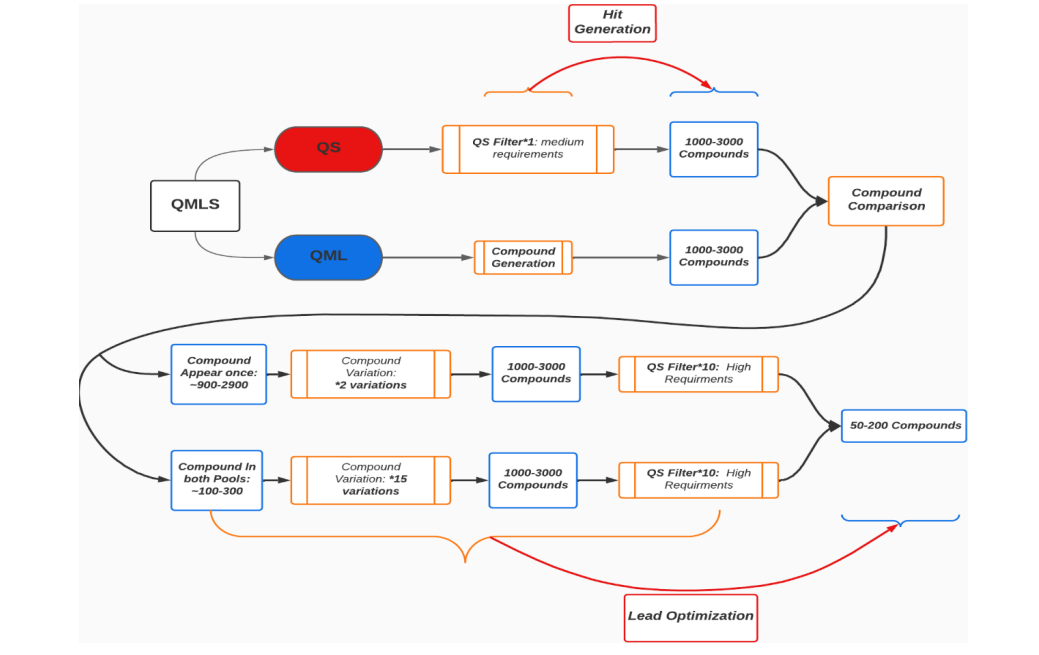 Hit
Generation
QS
QS Filter*1: medium
requirements
1000-3000
Compounds
QMLS
Compound
Comparison
QML
Compound
Generation
1000-3000
Compounds
Compound
Appear once:
~900-2900
Compound
Variation:
*2 variations
1000-3000
Compounds
QS Filter*10: High
Requirments
50-200 Compounds
Compound In
both Pools:
~100-300
Compound
Variation: *15
variations
1000-3000
Compounds
QS Filter*10: High
Requirments
Lead Optimization